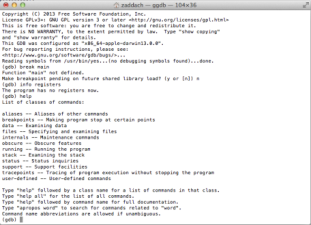 zsddach — ggdb — 104×36
Copyright (C) 2013 Free Software Foundation, Inc.
License GPLv3+: GNU GPL version 3 or later <http://gnu.org/licenses/gpl.html>
This is free software: you are free to change and redistribute it.
There is NO WARRANTY, to the extent permitted by law.  Type "show copying"
and "show warranty" for details.
This GDB was configured as "x86_64-apple-darwin13.0.0".
For bug reporting instructions, please see:
<http://www.gnu.org/software/gdb/bugs/>...
Reading symbols from /usr/bin/yes...(no debugging symbols found)...done.
(gdb) break main
Function "main" not defined.
Make breakpoint pending on future shared library load? (y or [n]) n
(gdb) info registers
The program has no registers now.
(gdb) help
List of classes of commands:

aliases -- Aliases of other commands
breakpoints -- Making program stop at certain points
data -- Examining data
files -- Specifying and examining files
internals -- Maintenance commands
obscure -- Obscure features
running -- Running the program
stack -- Examining the stack
status -- Status inquiries
support -- Support facilities
tracepoints -- Tracing of program execution without stopping the program
user-defined -- User-defined commands

Type "help" followed by a class name for a list of commands in that class.
Type "help all" for the list of all commands.
Type "help" followed by command name for full documentation.
Type "apropos word" to search for commands related to "word".
Command name abbreviations are allowed if unambiguous.
(gdb)